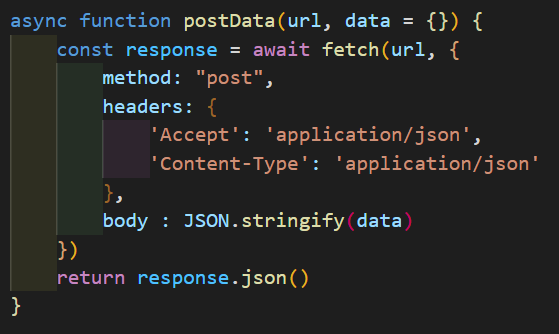 async function postData(url, data = {}) {
    const response = await fetch(url, {
        method: "post",
        headers: {
            'Accept': 'application/json',
            'Content-Type': 'application/json'
        },
        body : JSON.stringify(data)
    })
    return response.json()
}